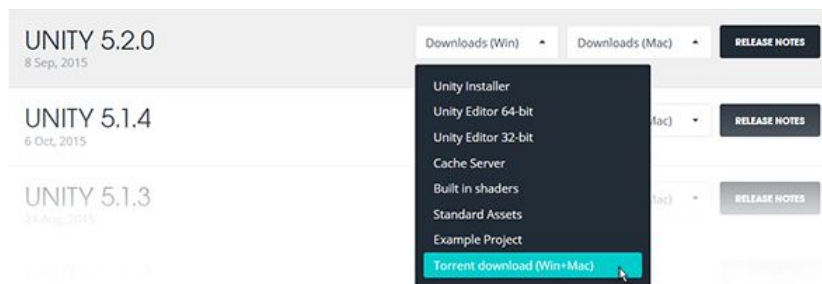 UNITY 5.2.0
8 Sep, 2015
Downloads (Win)
Downloads (Mac)
RELEASE NOTES
Unity Installer
Unity Editor 64-bit
Unity Editor 32-bit
Cache Server
Built in shaders
Standard Assets
Example Project
Torrent download (Win+Mac)
UNITY 5.1.4
6 Oct, 2015
Mac)
RELEASE NOTES
UNITY 5.1.3
24 Aug, 2015
Mac)
RELEASE NOTES